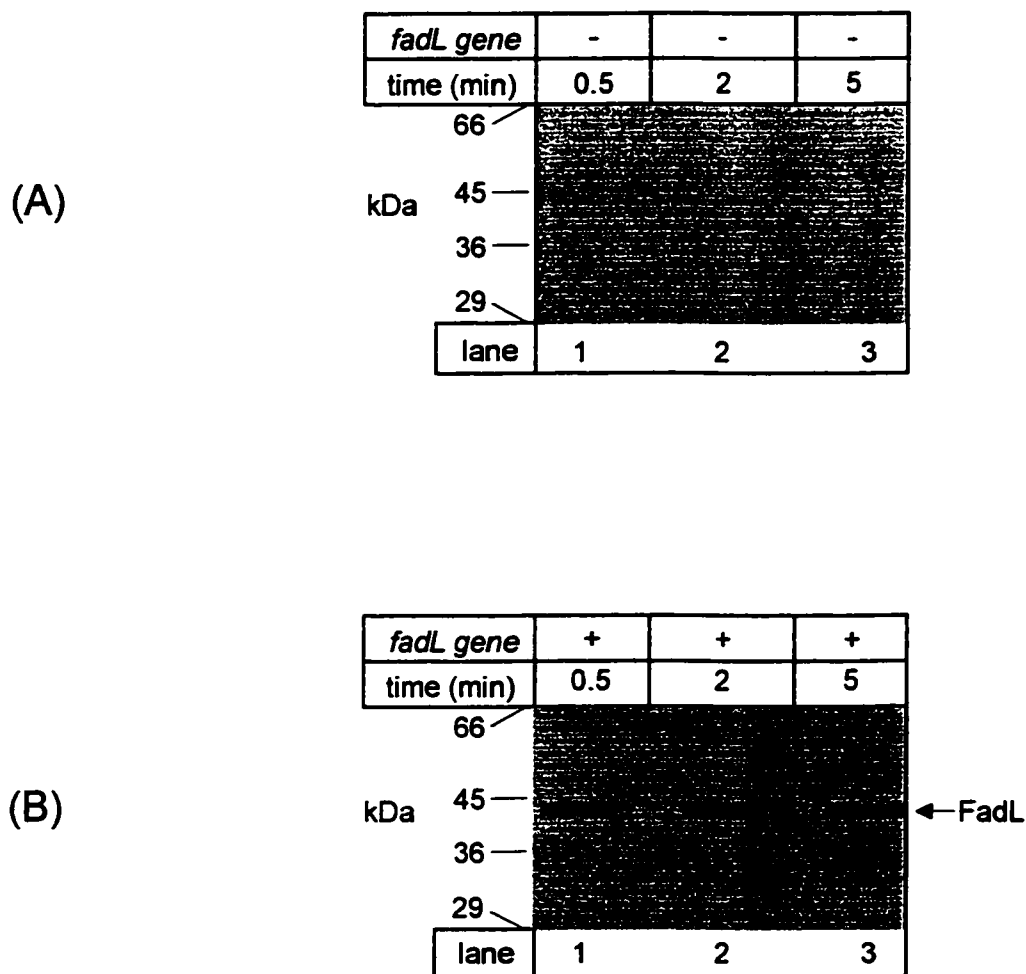 fadL gene - - -
time (min) 0.5 2 5
66
(A)
kDa
45
36
29
lane 1 2 3
fadL gene + + +
time (min) 0.5 2 5
66
(B)
kDa
45
FadL
36
29
lane 1 2 3